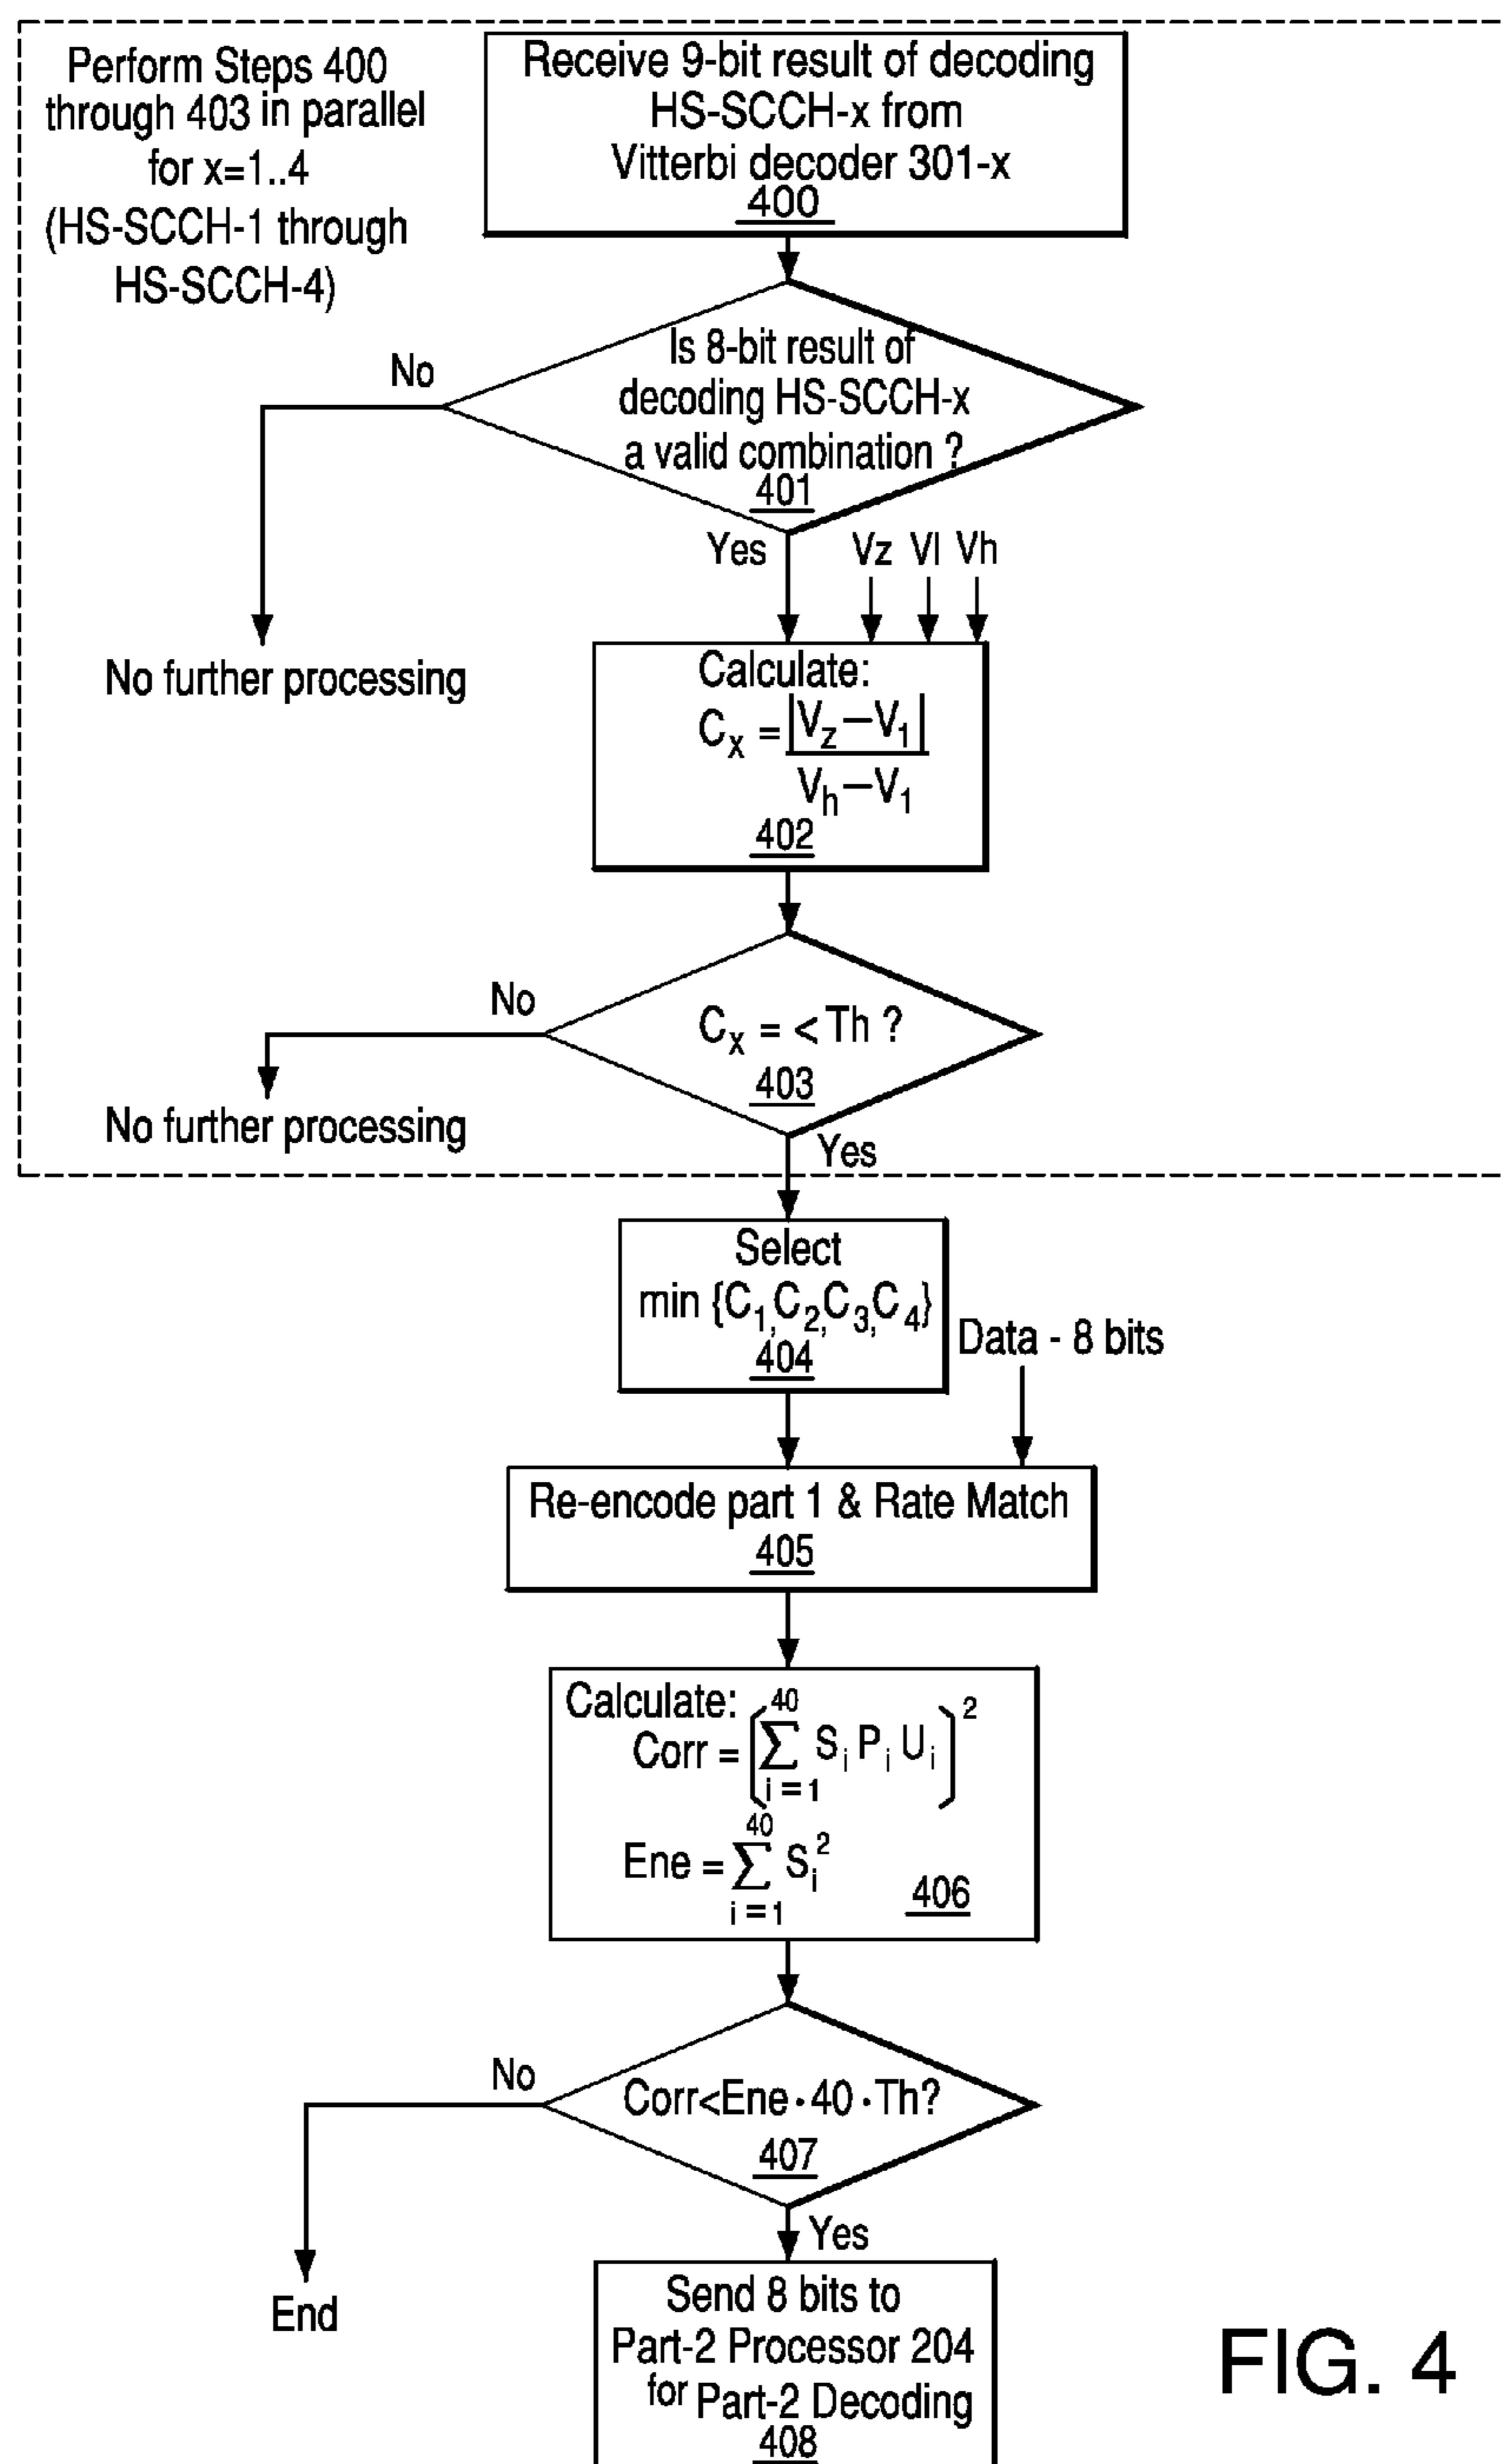 Perform Steps 400
through 403 in parallel
for x=1..4
(HS-SCCH-1 through
HS-SCCH-4)
Receive 9-bit result of decoding
HS-SCCH-x from
Vitterbi decoder 301-x
400
Is 8-bit result of
decoding HS-SCCH-x
a valid combination ?
401
No
No further processing
Yes
Vz Vl Vh
Calculate:
C_x = |V_z − V_1|
V_h − V_1
402
C_x = < Th ?
403
No
No further processing
Yes
Select
min {C_1, C_2, C_3, C_4}
404
Data - 8 bits
Re-encode part 1 & Rate Match
405
Calculate:
Corr = (∑_{i = 1}^{40} S_i P_i U_i)^2
Ene = ∑_{i = 1}^{40} S_i^2
406
Corr<Ene · 40 · Th?
407
No
End
Yes
Send 8 bits to
Part-2 Processor 204
for Part-2 Decoding
408
FIG. 4